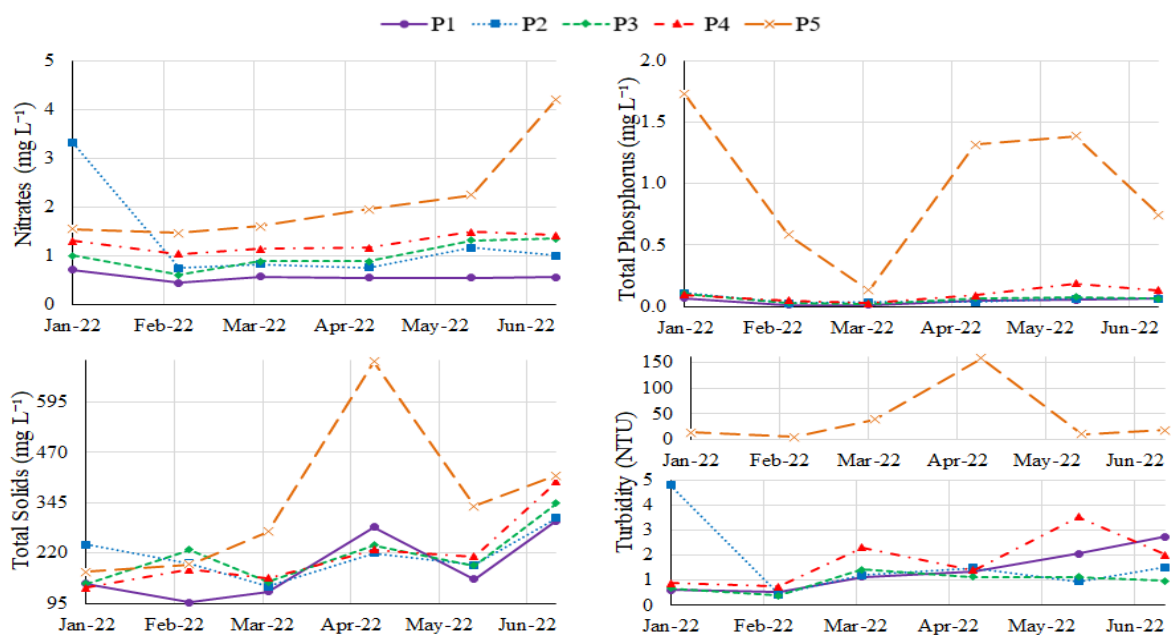 P1 P2 P3 P4 P5
Nitrates (mg L⁻¹)
5
4
3
2
1
0
Jan-22 Feb-22 Mar-22 Apr-22 May-22 Jun-22
Total Phosphorus (mg L⁻¹)
2.0
1.5
1.0
0.5
0.0
Jan-22 Feb-22 Mar-22 Apr-22 May-22 Jun-22
Total Solids (mg L⁻¹)
595
470
345
220
95
Jan-22 Feb-22 Mar-22 Apr-22 May-22 Jun-22
Turbidity (NTU)
150
100
50
0
Jan-22 Feb-22 Mar-22 Apr-22 May-22 Jun-22
5
4
3
2
1
0
Jan-22 Feb-22 Mar-22 Apr-22 May-22 Jun-22